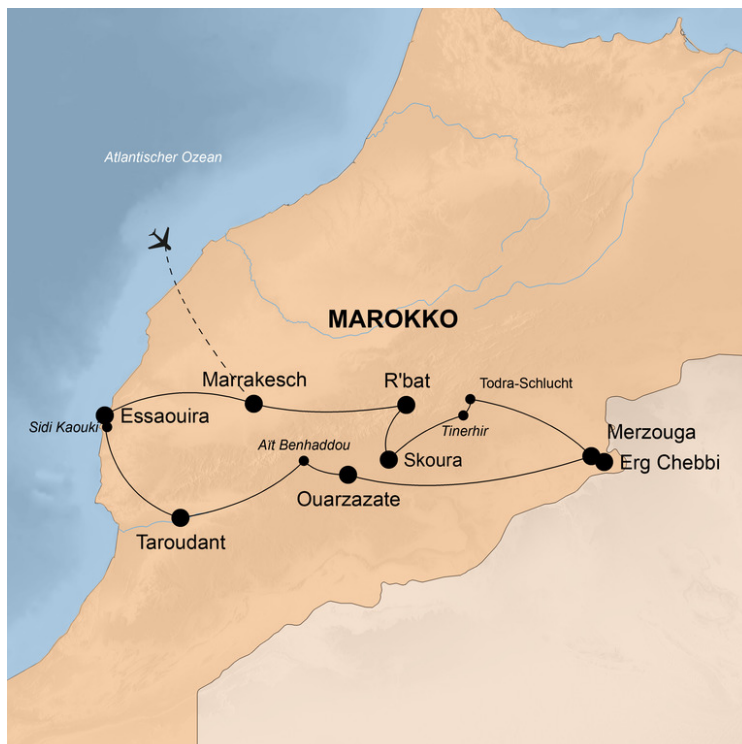 Atlantischer Ozean
MAROKKO
Marrakesch
R'bat
Todra-Schlucht
Essaouira
Sidi Kaouki
Tinerhir
Merzouga
Aït Benhaddou
Skoura
Erg Chebbi
Ouarzazate
Taroudant